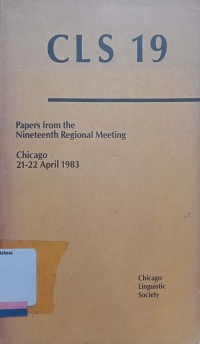 CLS 19
Papers from the
Nineteenth Regional Meeting
Chicago
21-22 April 1983
Chicago
Linguistic
Society